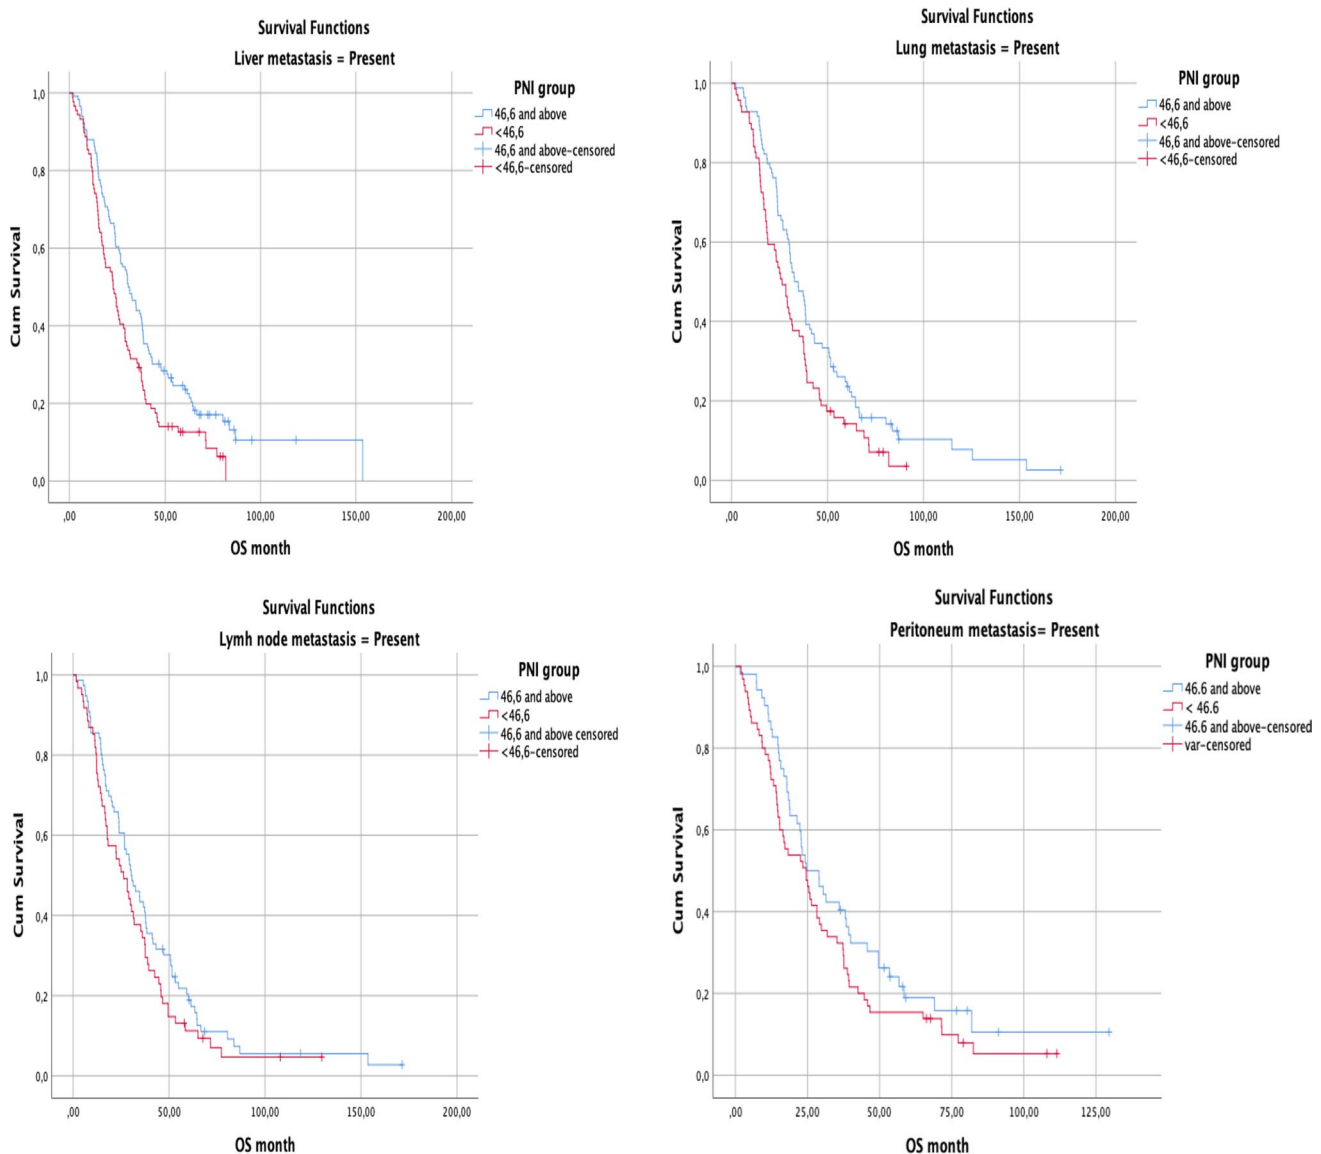 Survival Functions
Liver metastasis = Present
PNI group
46,6 and above
<46,6
46,6 and above-censored
<46,6-censored
1,0
0,8
0,6
0,4
0,2
0,0
Cum Survival
,00 50,00 100,00 150,00 200,00
OS month
Survival Functions
Lung metastasis = Present
PNI group
46,6 and above
<46,6
46,6 and above-censored
<46,6-censored
1,0
0,8
0,6
0,4
0,2
0,0
Cum Survival
,00 50,00 100,00 150,00 200,00
OS month
Survival Functions
Lymh node metastasis = Present
PNI group
46,6 and above
<46,6
46,6 and above censored
<46,6-censored
1,0
0,8
0,6
0,4
0,2
0,0
Cum Survival
,00 50,00 100,00 150,00 200,00
OS month
Survival Functions
Peritoneum metastasis= Present
PNI group
46.6 and above
< 46.6
46.6 and above-censored
var-censored
1,0
0,8
0,6
0,4
0,2
0,0
Cum Survival
,00 25,00 50,00 75,00 100,00 125,00
OS month